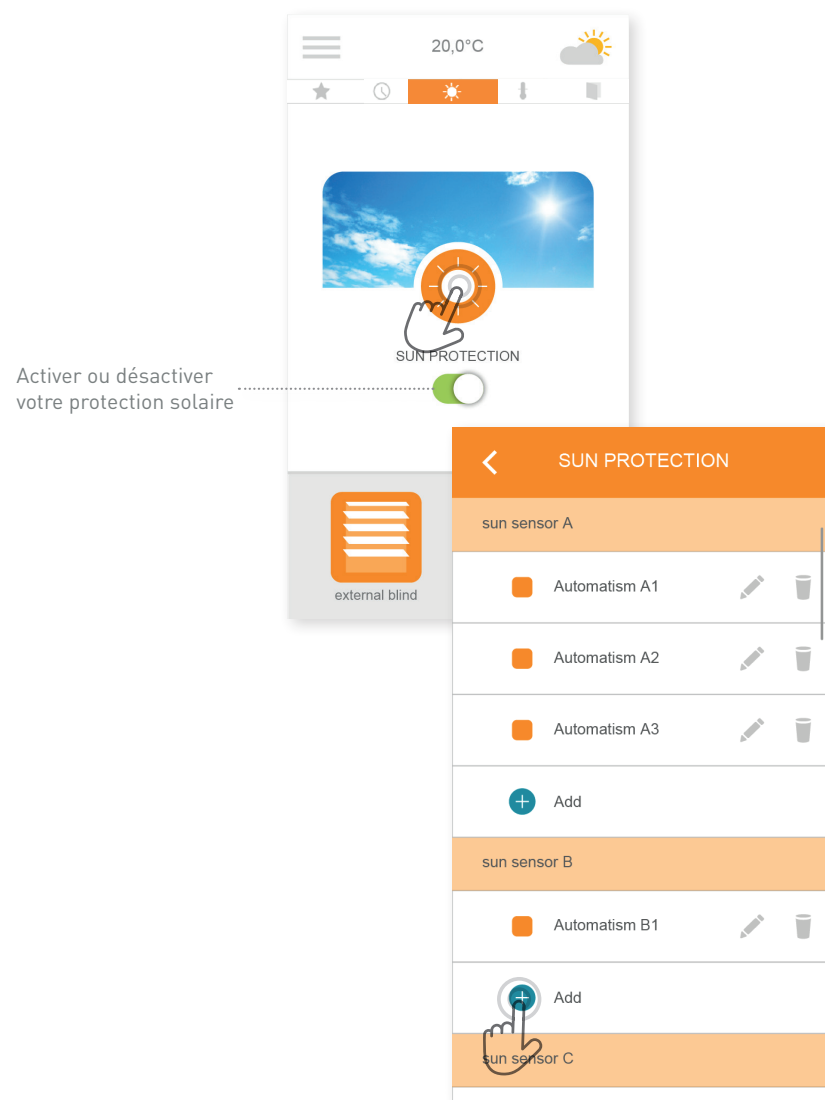 20,0°C
SUN PROTECTION
Activer ou désactiver
votre protection solaire
external blind
SUN PROTECTION
sun sensor A
Automatism A1
Automatism A2
Automatism A3
Add
sun sensor B
Automatism B1
Add
sun sensor C